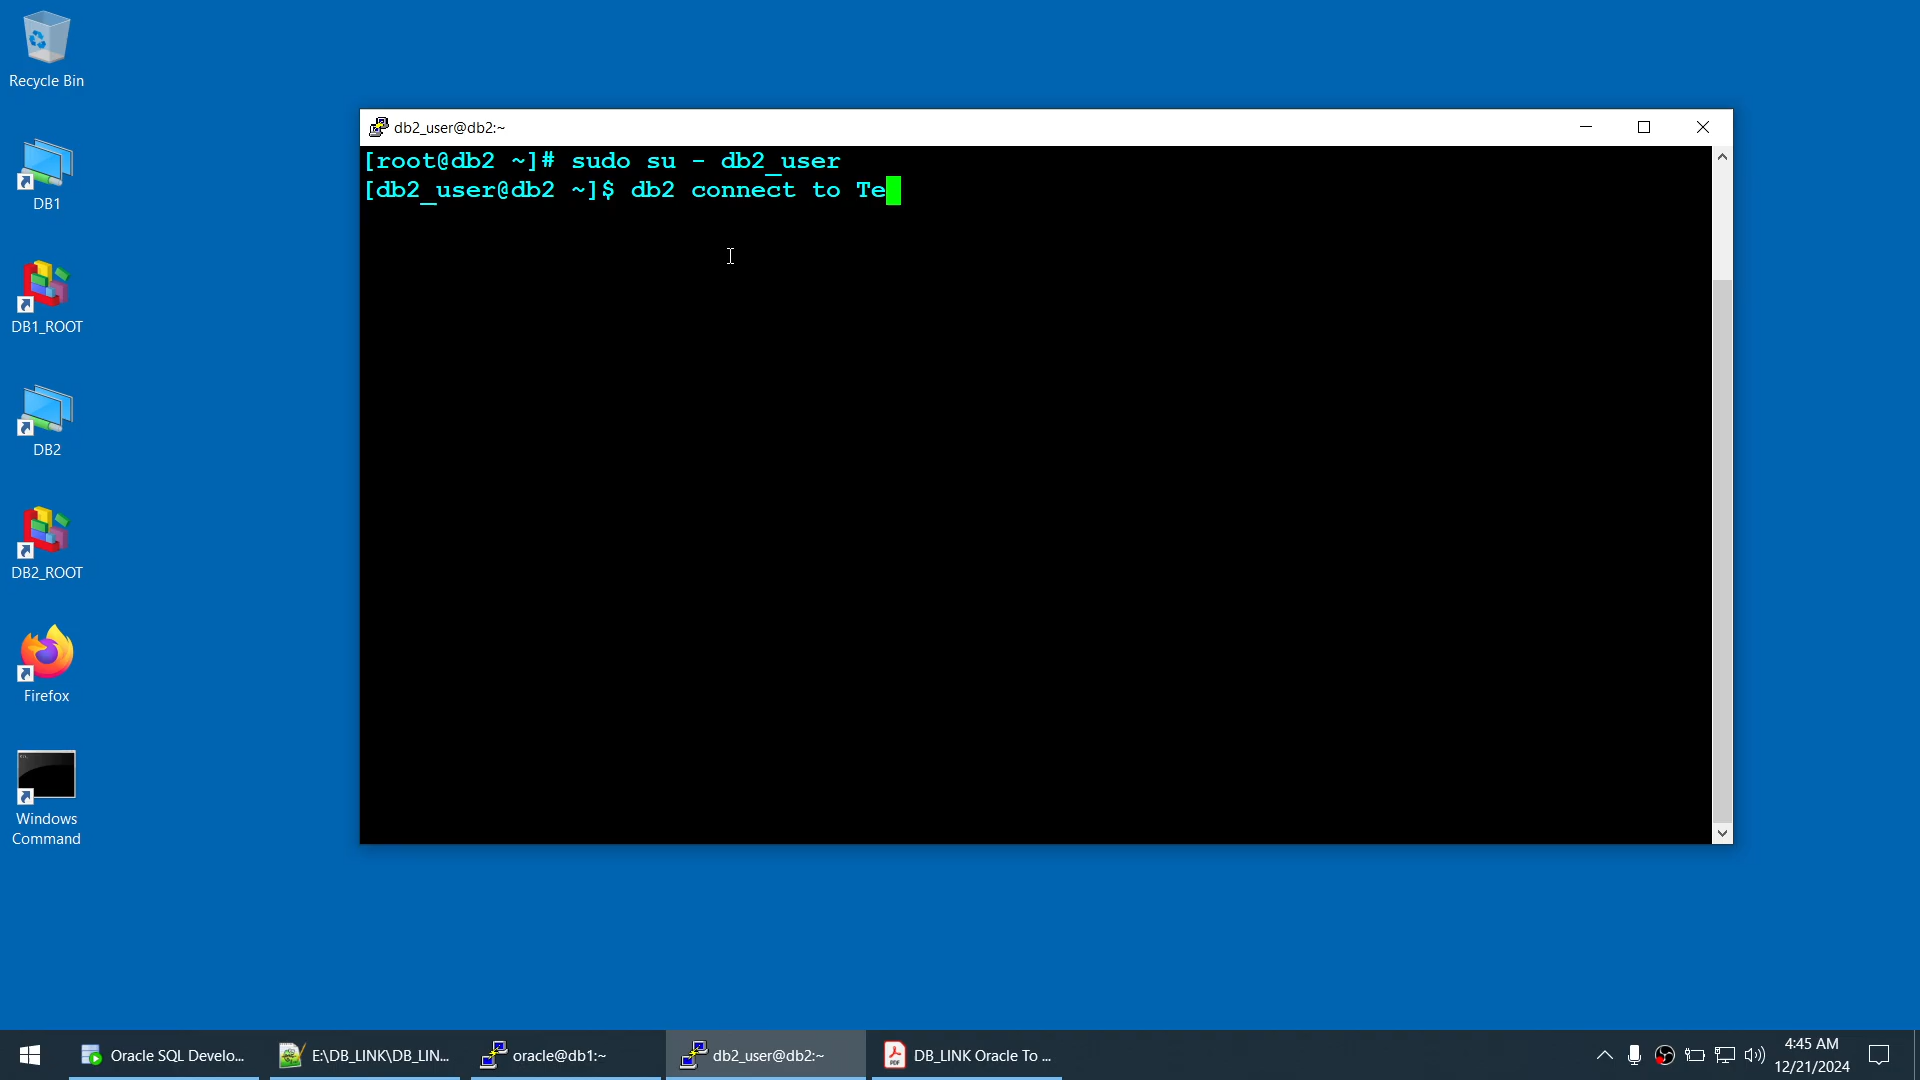 Recycle Bin
DB1
DB1_ROOT
DB2
DB2_ROOT
Firefox
Windows
Command
db2_user@db2:~
[root@db2 ~]# sudo su - db2_user
[db2_user@db2 ~]$ db2 connect to Te
Oracle SQL Develo...
E:\DB_LINK\DB_LIN...
oracle@db1:~
db2_user@db2:~
DB_LINK Oracle To ...
4:45 AM
12/21/2024